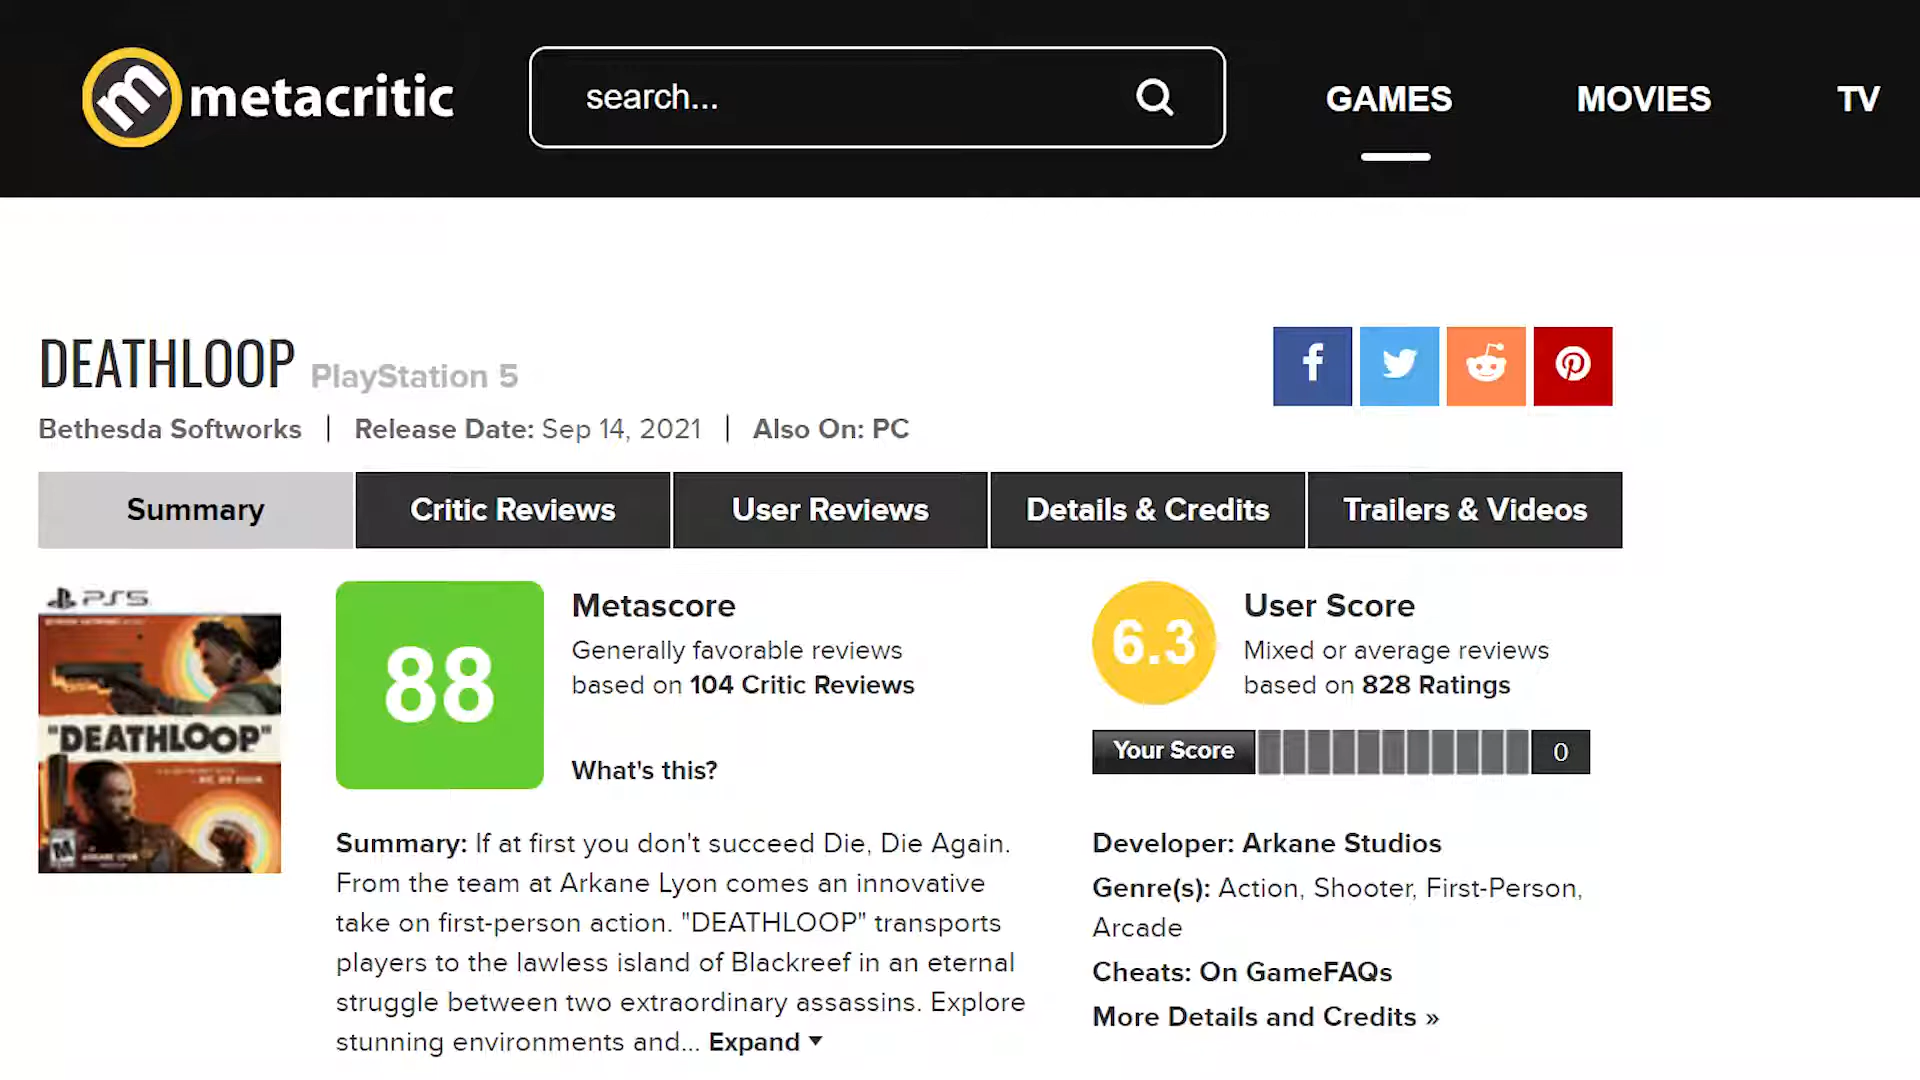 metacritic
search...
GAMES
MOVIES
TV
DEATHLOOP PlayStation 5
Bethesda Softworks | Release Date: Sep 14, 2021 | Also On: PC
Summary
Critic Reviews
User Reviews
Details & Credits
Trailers & Videos
PS5
"DEATHLOOP"
M
88
Metascore
Generally favorable reviews
based on 104 Critic Reviews
What's this?
6.3
User Score
Mixed or average reviews
based on 828 Ratings
Your Score
0
Summary: If at first you don't succeed Die, Die Again.
From the team at Arkane Lyon comes an innovative
take on first-person action. "DEATHLOOP" transports
players to the lawless island of Blackreef in an eternal
struggle between two extraordinary assassins. Explore
stunning environments and... Expand
Developer: Arkane Studios
Genre(s): Action, Shooter, First-Person,
Arcade
Cheats: On GameFAQs
More Details and Credits »